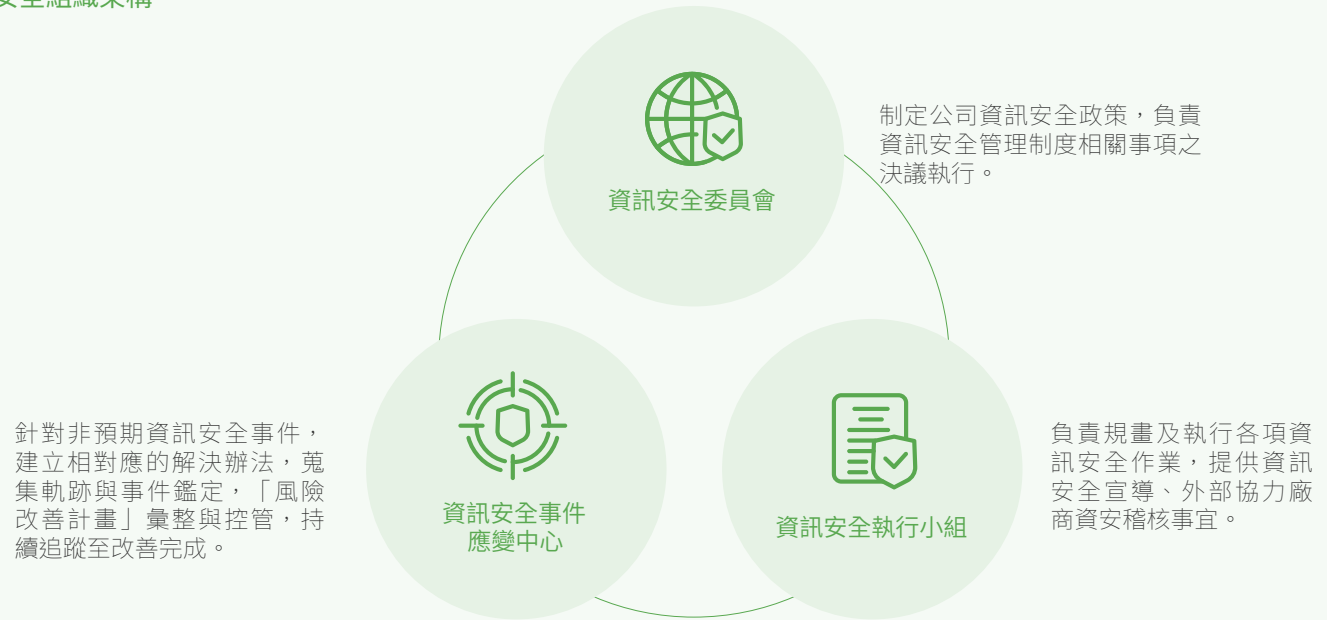 安全組織架構
資訊安全委員會
制定公司資訊安全政策，負責
資訊安全管理制度相關事項之
決議執行。
資訊安全事件
應變中心
針對非預期資訊安全事件，
建立相對應的解決辦法，蒐
集軌跡與事件鑑定，「風險
改善計畫」彙整與控管，持
續追蹤至改善完成。
資訊安全執行小組
負責規畫及執行各項資
訊安全作業，提供資訊
安全宣導、外部協力廠
商資安稽核事宜。